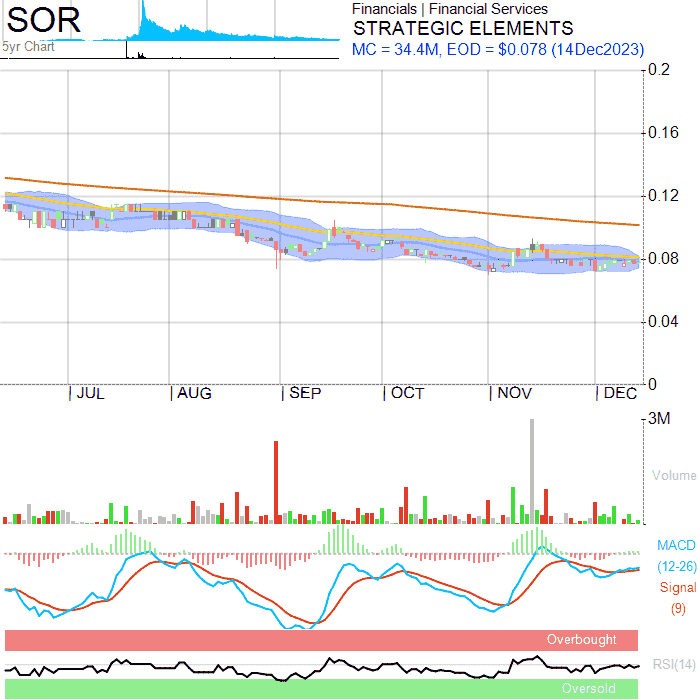 SOR
5yr Chart
Financials | Financial Services
STRATEGIC ELEMENTS
MC = 34.4M, EOD = $0.078 (14Dec2023)
0.2
0.16
0.12
0.08
0.04
0
| JUL | AUG | SEP | OCT | NOV | DEC
3M
Volume
MACD
(12-26)
Signal
(9)
Overbought
RSI(14)
Oversold